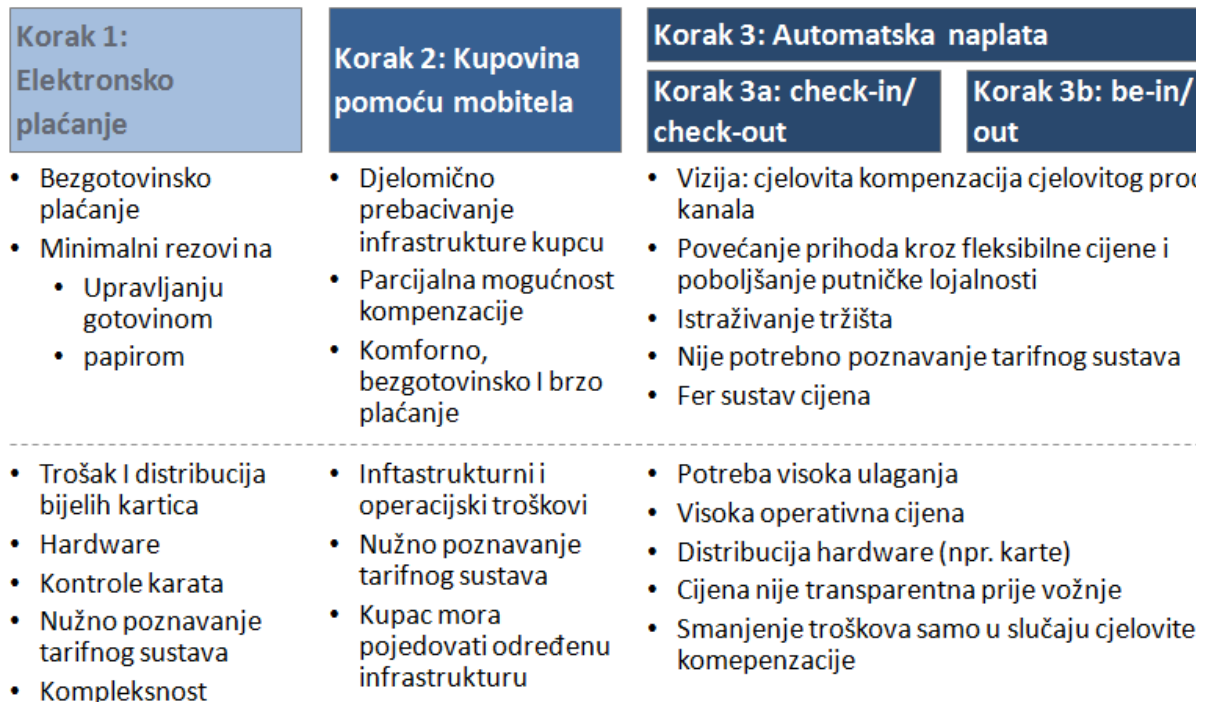 Korak 1:
Elektronsko
plaćanje
Korak 2: Kupovina
pomoću mobitela
Korak 3: Automatska naplata
Korak 3a: check-in/
check-out
Korak 3b: be-in/
out
• Bezgotovinsko
plaćanje
• Minimalni rezovi na
• Upravljanju
gotovinom
• papirom
• Djelomično
prebacivanje
infrastrukture kupcu
• Parcijalna mogućnost
kompenzacije
• Komforno,
bezgotovinsko I brzo
plaćanje
• Vizija: cjelovita kompenzacija cjelovitog
kanala
• Povećanje prihoda kroz fleksibilne cijene i
poboljšanje putničke lojalnosti
• Istraživanje tržišta
• Nije potrebno poznavanje tarifnog sustava
• Fer sustav cijena
• Trošak I distribucija
bijelih kartica
• Hardware
• Kontrole karata
• Nužno poznavanje
tarifnog sustava
• Kompleksnost
• Inftastrukturni i
operacijski troškovi
• Nužno poznavanje
tarifnog sustava
• Kupac mora
pojedovati određenu
infrastrukturu
• Potreba visoka ulaganja
• Visoka operativna cijena
• Distribucija hardware (npr. karte)
• Cijena nije transparentna prije vožnje
• Smanjenje troškova samo u slučaju cjelovite
komepenzacije